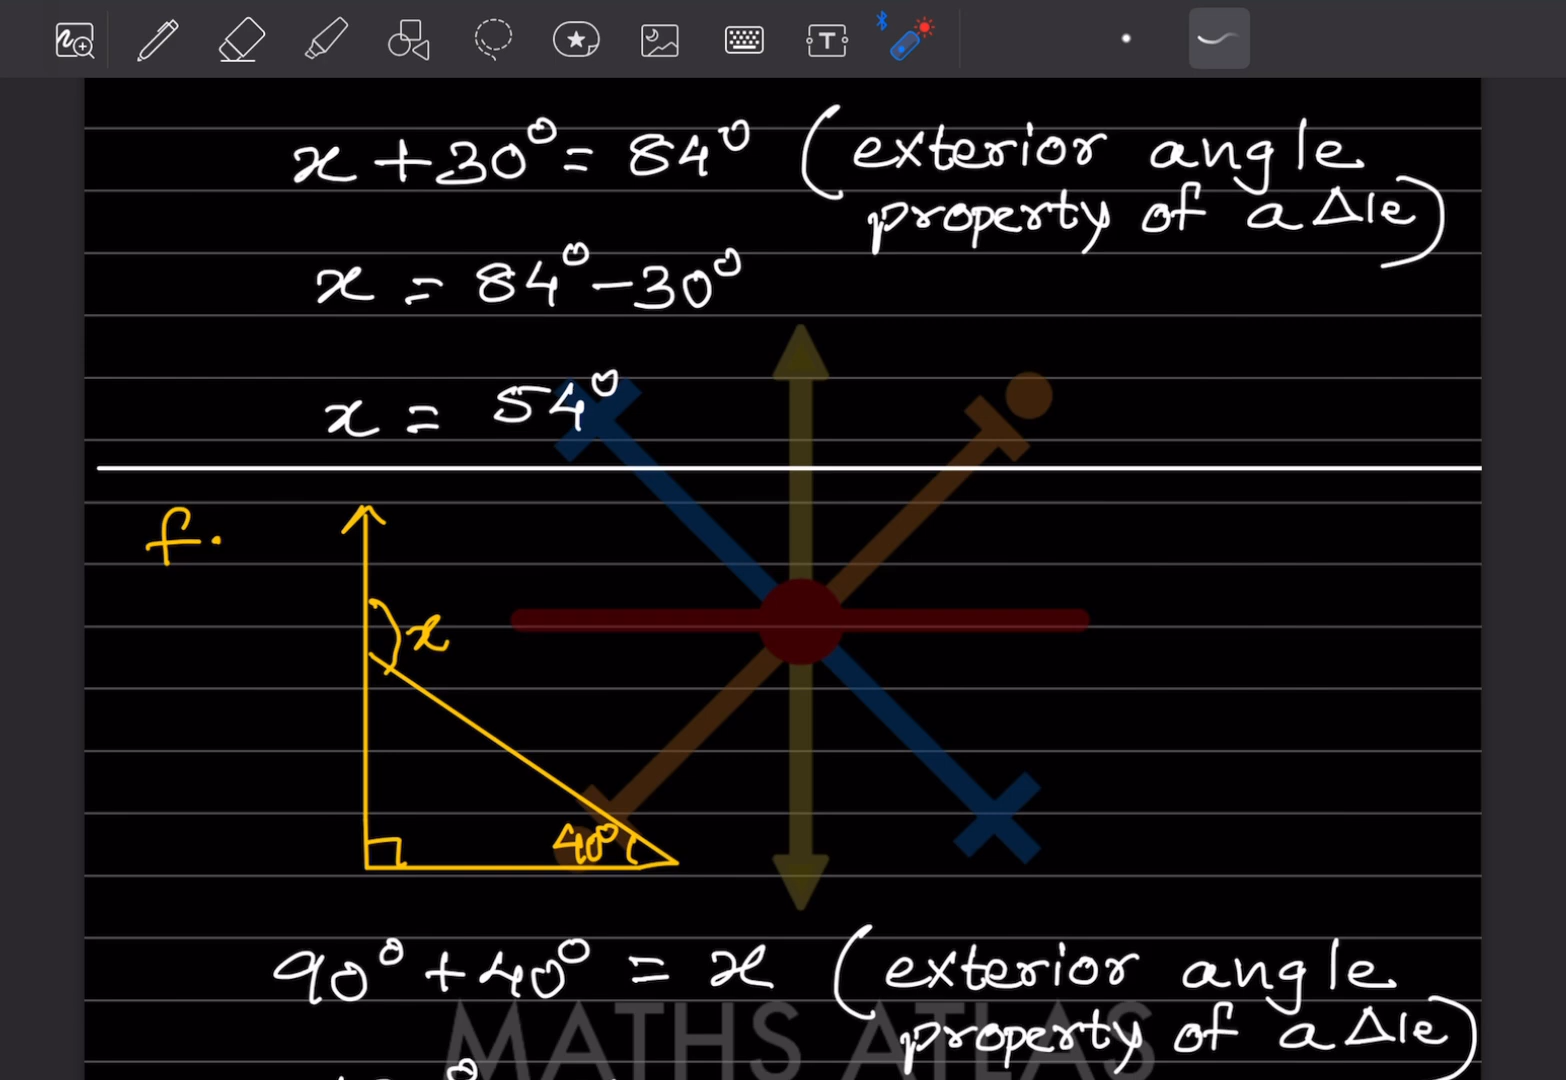 x + 30° = 84° (exterior angle
property of a Δle)
x = 84° - 30°
x = 54°
f.
x
40°
90° + 40° = x (exterior angle
property of a Δle)
MATHS ATLAS